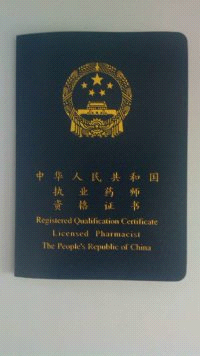 中华人民共和国
执业药师
资格证书
Registered Qualification Certificate
Licensed Pharmacist
The People's Republic of China